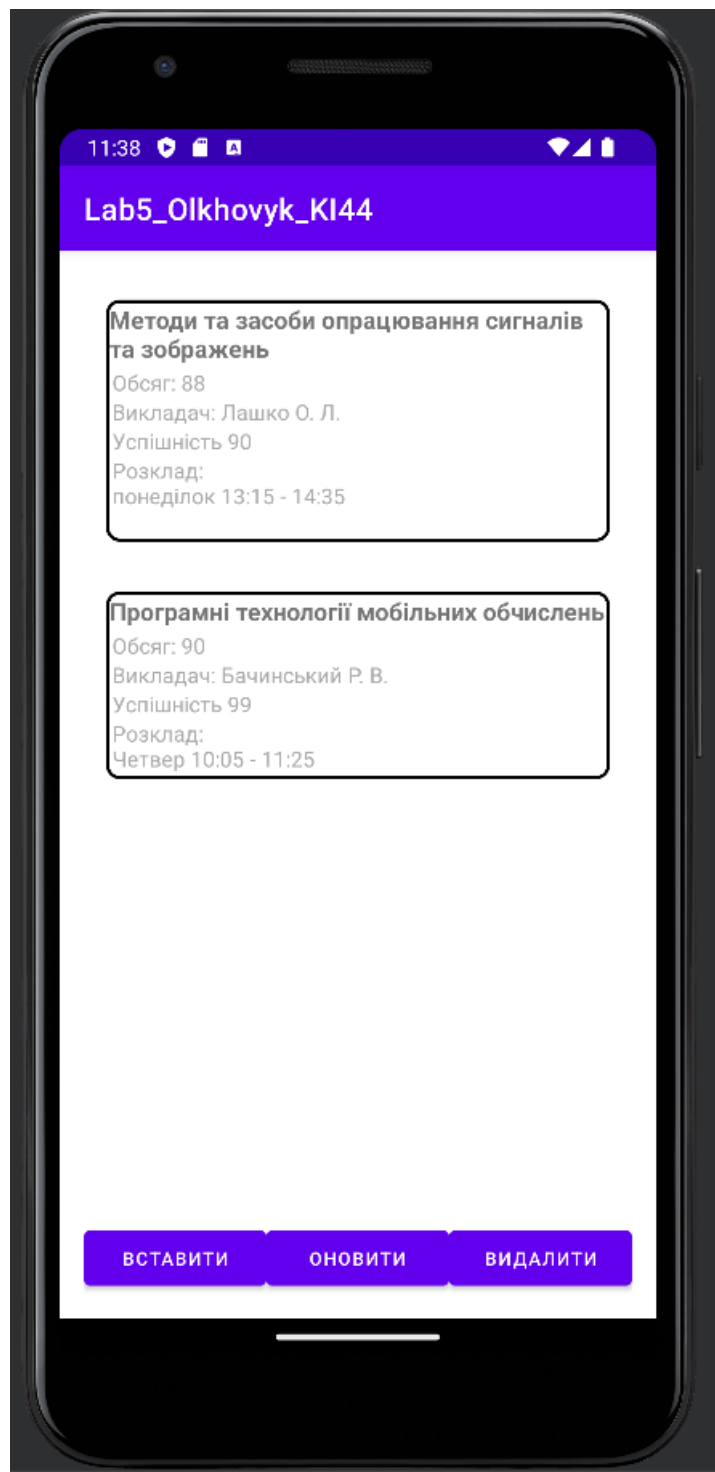 11:38
Lab5_Olkhovyk_KI44
Методи та засоби опрацювання сигналів
та зображень
Обсяг: 88
Викладач: Лашко О. Л.
Успішність 90
Розклад:
понеділок 13:15 - 14:35
Програмні технології мобільних обчислень
Обсяг: 90
Викладач: Бачинський Р. В.
Успішність 99
Розклад:
Четвер 10:05 - 11:25
ВСТАВИТИ ОНОВИТИ ВИДАЛИТИ